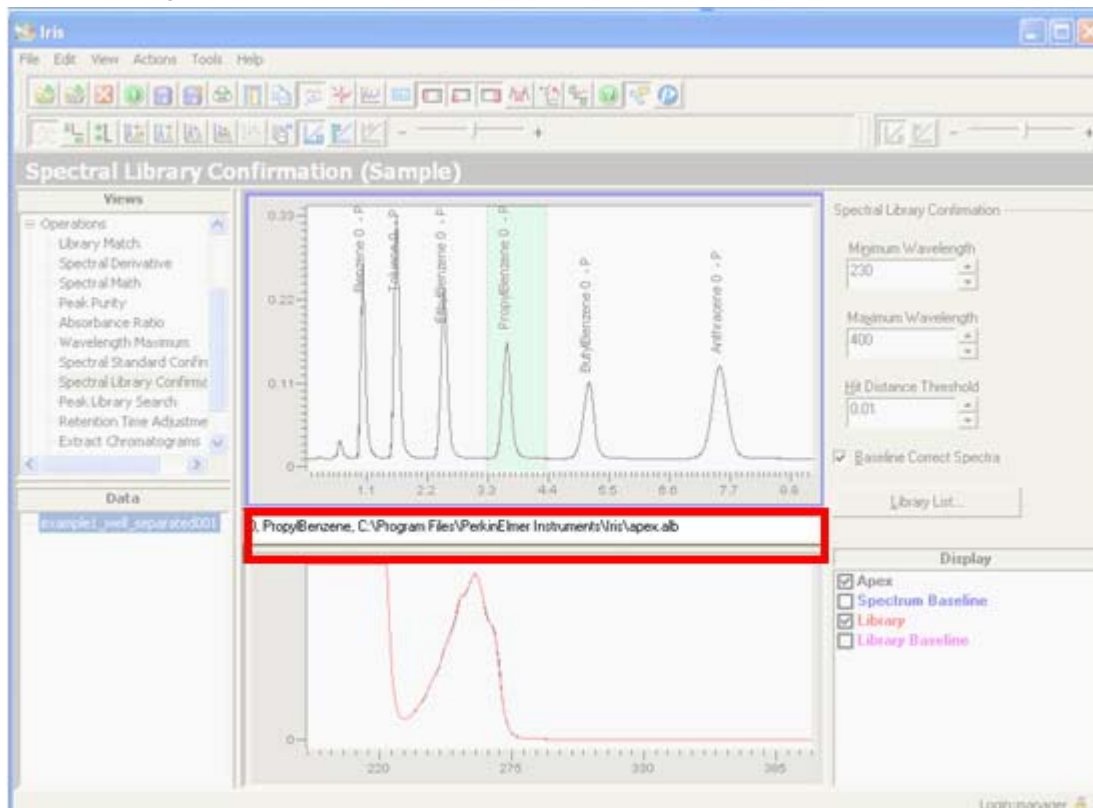 Iris
File Edit View Actions Tools Help
Spectral Library Confirmation (Sample)
Views
Operations
Library Match
Spectral Derivative
Spectral Math
Peak Purity
Absorbance Ratio
Wavelength Maximum
Spectral Standard Confirm
Spectral Library Confirma
Peak Library Search
Retention Time Adjustme
Extract Chromatograms
Data
example1_well_separated001
0.33
0.22
0.11
0
Benzene 0 - P
Toluene 0 - P
EthylBenzene 0 - P
PropylBenzene 0 - P
ButylBenzene 0 - P
Anthracene 0 - P
1.1 2.2 3.3 4.4 5.5 6.6 7.7 8.8
0, PropylBenzene, C:\Program Files\PerkinElmer Instruments\Iris\apex.alb
0
220 275 330 385
Spectral Library Confirmation
Minimum Wavelength
230
Maximum Wavelength
400
Hit Distance Threshold
0.01
Baseline Correct Spectra
Library List...
Display
Apex
Spectrum Baseline
Library
Library Baseline
Login:manager